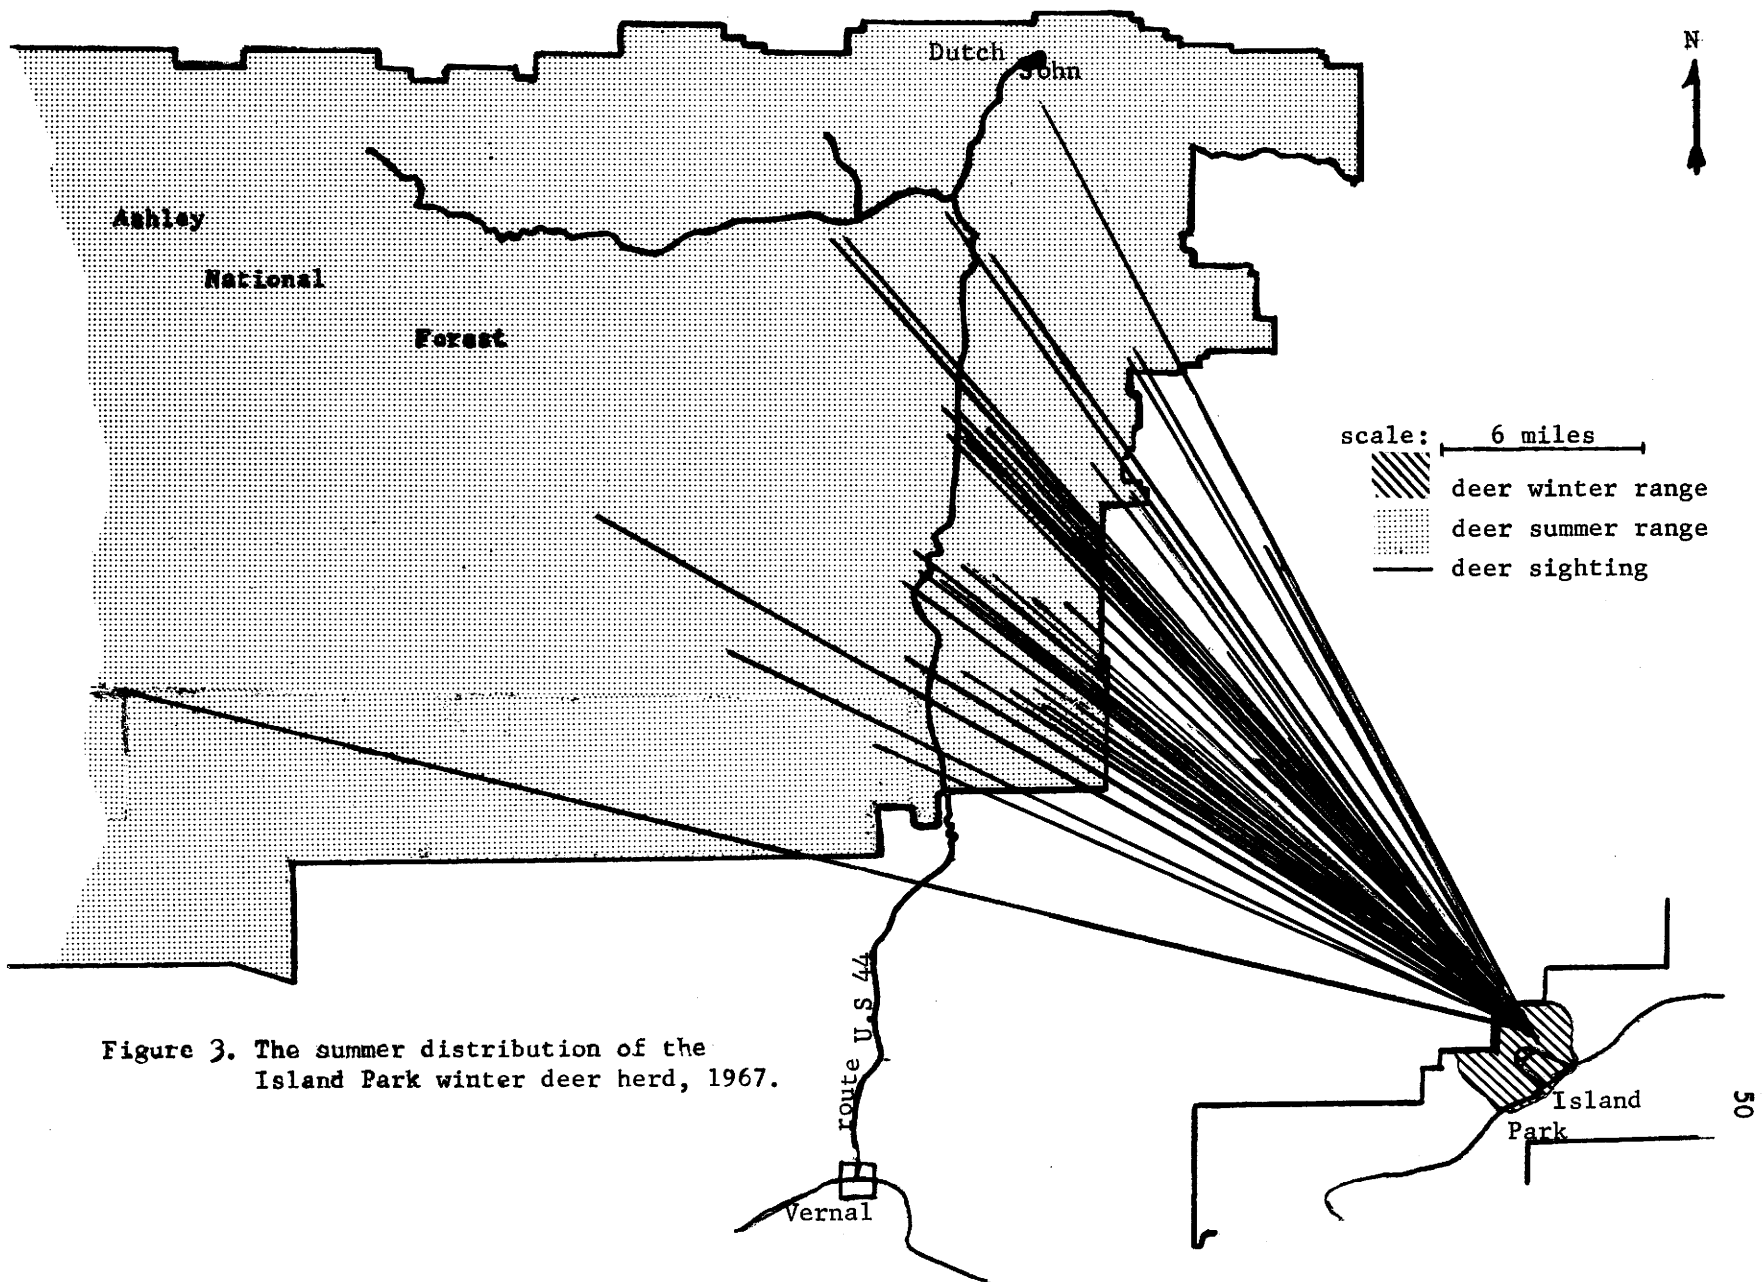 Dutch
John
N
Ashley
National
Forest
scale: 6 miles
deer winter range
deer summer range
deer sighting
route U.S 44
Figure 3. The summer distribution of the
Island Park winter deer herd, 1967.
Island
Park
50
Vernal